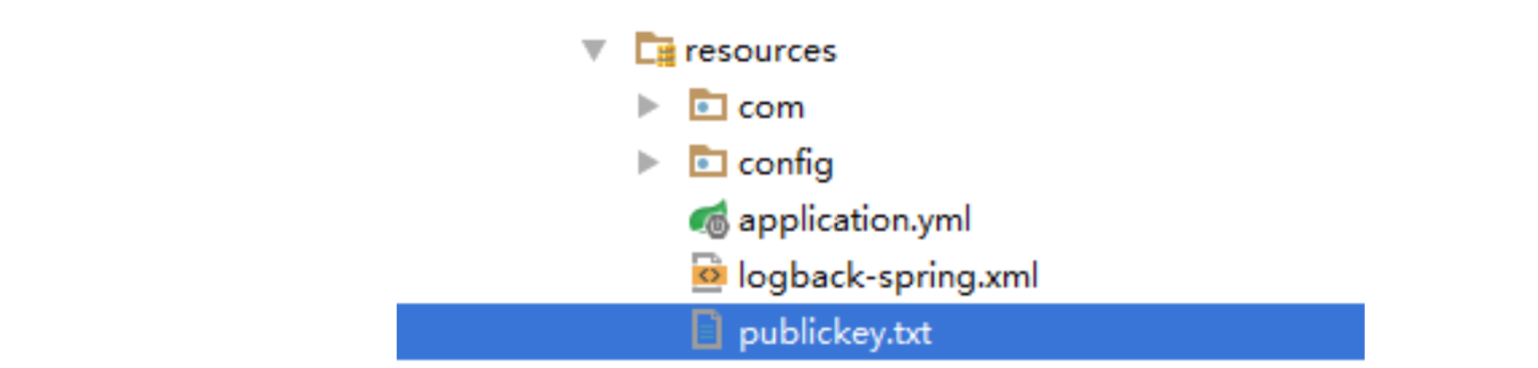 resources
com
config
application.yml
logback-spring.xml
publickey.txt